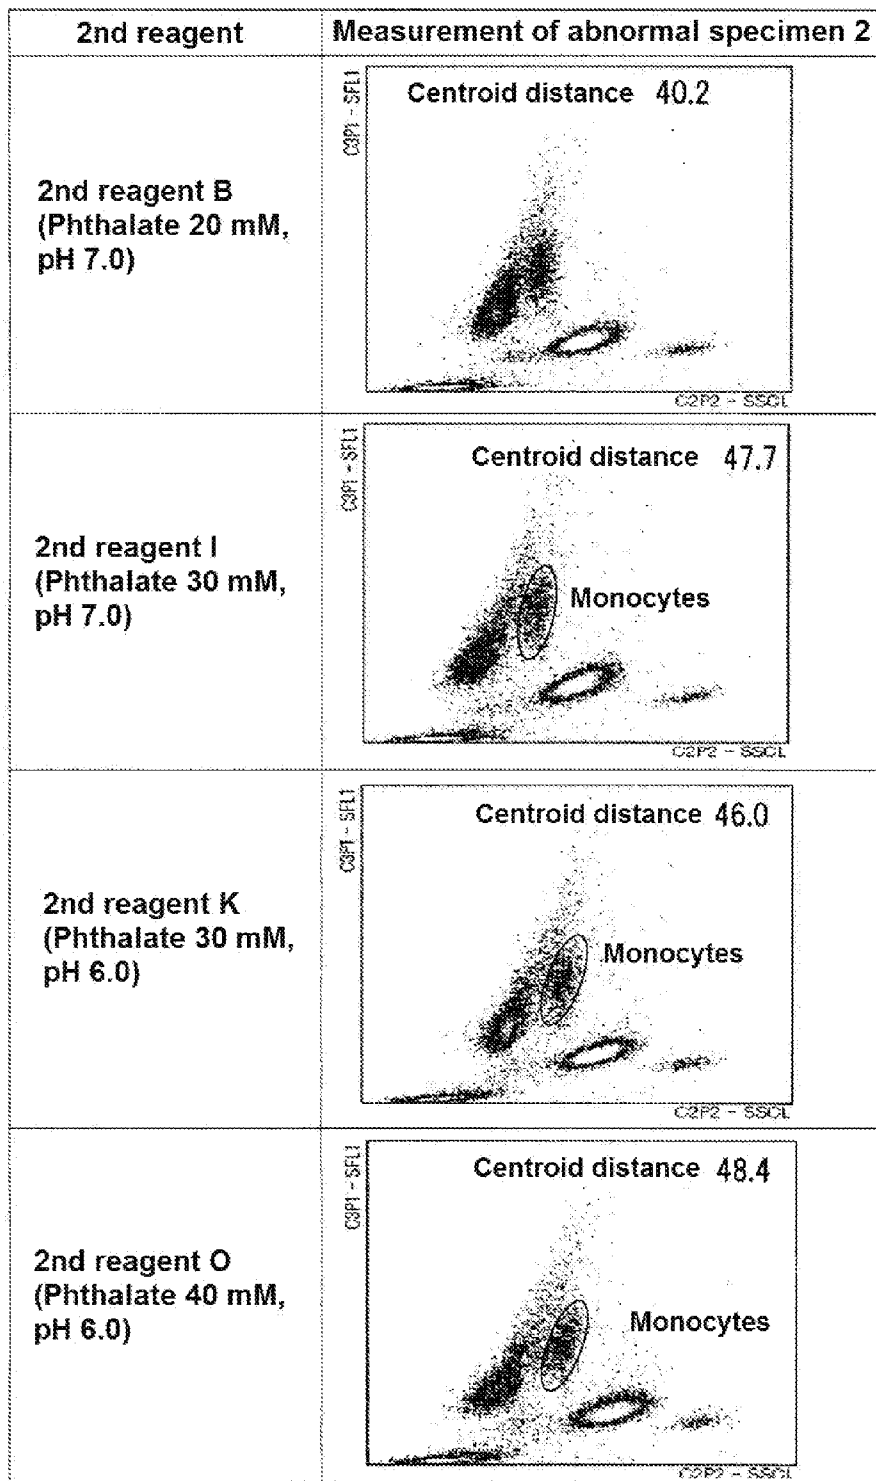 2nd reagent
Measurement of abnormal specimen 2
2nd reagent B
(Phthalate 20 mM,
pH 7.0)
C3P1 - SFL1
Centroid distance 40.2
C2P2 - SSCL
2nd reagent I
(Phthalate 30 mM,
pH 7.0)
C3P1 - SFL1
Centroid distance 47.7
Monocytes
C2P2 - SSCL
2nd reagent K
(Phthalate 30 mM,
pH 6.0)
C3P1 - SFL1
Centroid distance 46.0
Monocytes
C2P2 - SSCL
2nd reagent O
(Phthalate 40 mM,
pH 6.0)
C3P1 - SFL1
Centroid distance 48.4
Monocytes
C2P2 - SSCL